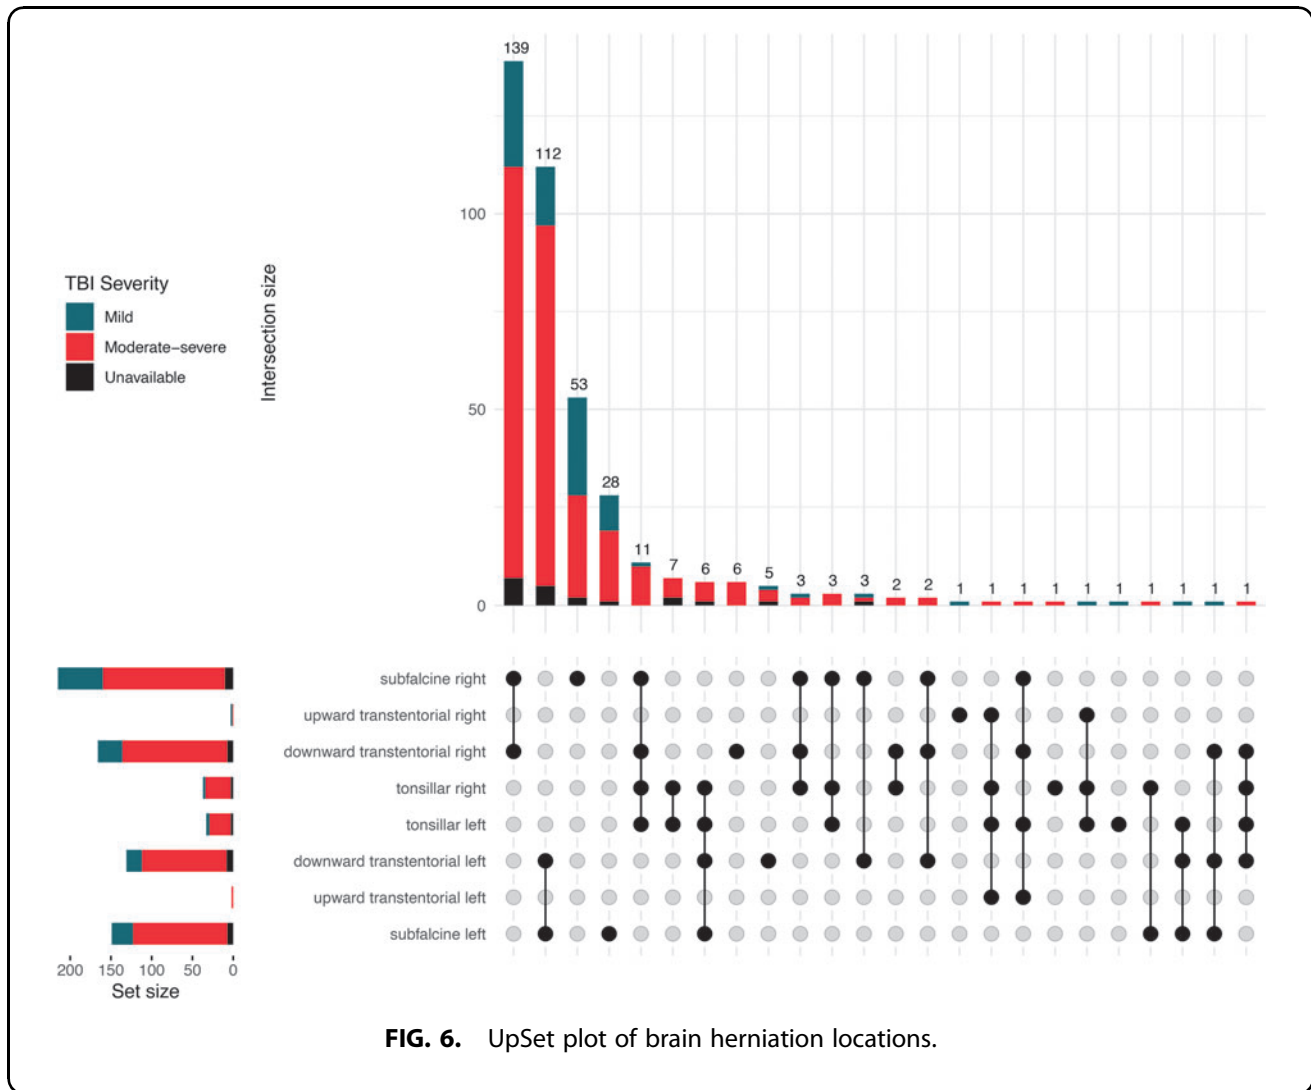 139
112
100
TBI Severity
Mild
Moderate–severe
Unavailable
Intersection size
53
50
28
11
7
6
6
5
3
3
3
2
2
1
1
1
1
1
1
1
1
1
1
0
subfalcine right
upward transtentorial right
downward transtentorial right
tonsillar right
tonsillar left
downward transtentorial left
upward transtentorial left
subfalcine left
200 150 100 50 0
Set size
FIG. 6. UpSet plot of brain herniation locations.